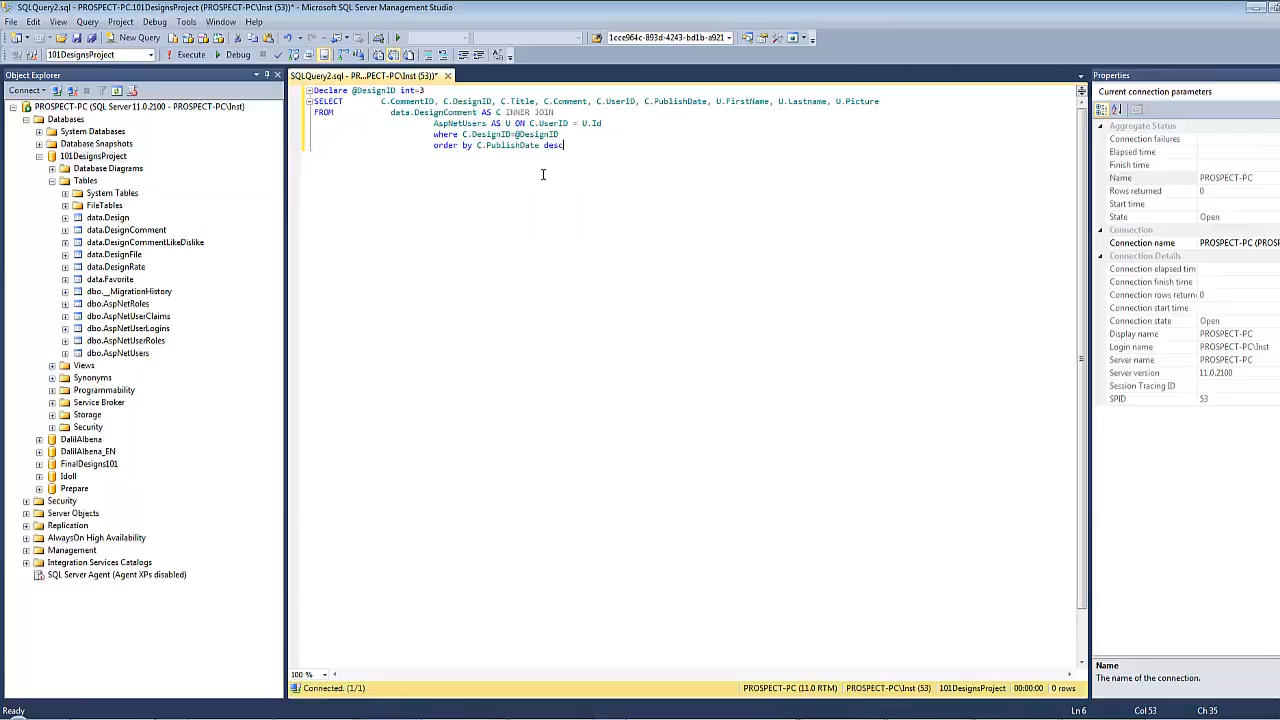 SQLQuery2.sql - PROSPECT-PC.101DesignsProject (PROSPECT-PC\Inst (53))* - Microsoft SQL Server Management Studio
File Edit View Query Project Debug Tools Window Help
New Query 1cce964c-893d-4243-bd1b-a921
101DesignsProject Execute Debug
Object Explorer
Connect
PROSPECT-PC (SQL Server 11.0.2100 - PROSPECT-PC\Inst)
Databases
System Databases
Database Snapshots
101DesignsProject
Database Diagrams
Tables
System Tables
FileTables
data.Design
data.DesignComment
data.DesignCommentLikeDislike
data.DesignFile
data.DesignRate
data.Favorite
dbo.__MigrationHistory
dbo.AspNetRoles
dbo.AspNetUserClaims
dbo.AspNetUserLogins
dbo.AspNetUserRoles
dbo.AspNetUsers
Views
Synonyms
Programmability
Service Broker
Storage
Security
DalilAlbena
DalilAlbena_EN
FinalDesigns101
Idoll
Prepare
Security
Server Objects
Replication
AlwaysOn High Availability
Management
Integration Services Catalogs
SQL Server Agent (Agent XPs disabled)
SQLQuery2.sql - PR...PECT-PC\Inst (53))*
Declare @DesignID int=3
SELECT C.CommentID, C.DesignID, C.Title, C.Comment, C.UserID, C.PublishDate, U.FirstName, U.Lastname, U.Picture
FROM data.DesignComment AS C INNER JOIN
AspNetUsers AS U ON C.UserID = U.Id
where C.DesignID=@DesignID
order by C.PublishDate desc
100 %
Connected. (1/1) PROSPECT-PC (11.0 RTM) PROSPECT-PC\Inst (53) 101DesignsProject 00:00:00 0 rows
Properties
Current connection parameters
Aggregate Status
Connection failures
Elapsed time
Finish time
Name PROSPECT-PC
Rows returned 0
Start time
State Open
Connection
Connection name PROSPECT-PC (PROS
Connection Details
Connection elapsed tim
Connection finish time
Connection rows return 0
Connection start time
Connection state Open
Display name PROSPECT-PC
Login name PROSPECT-PC\Inst
Server name PROSPECT-PC
Server version 11.0.2100
Session Tracing ID
SPID 53
Name
The name of the connection.
Ready Ln 6 Col 53 Ch 35